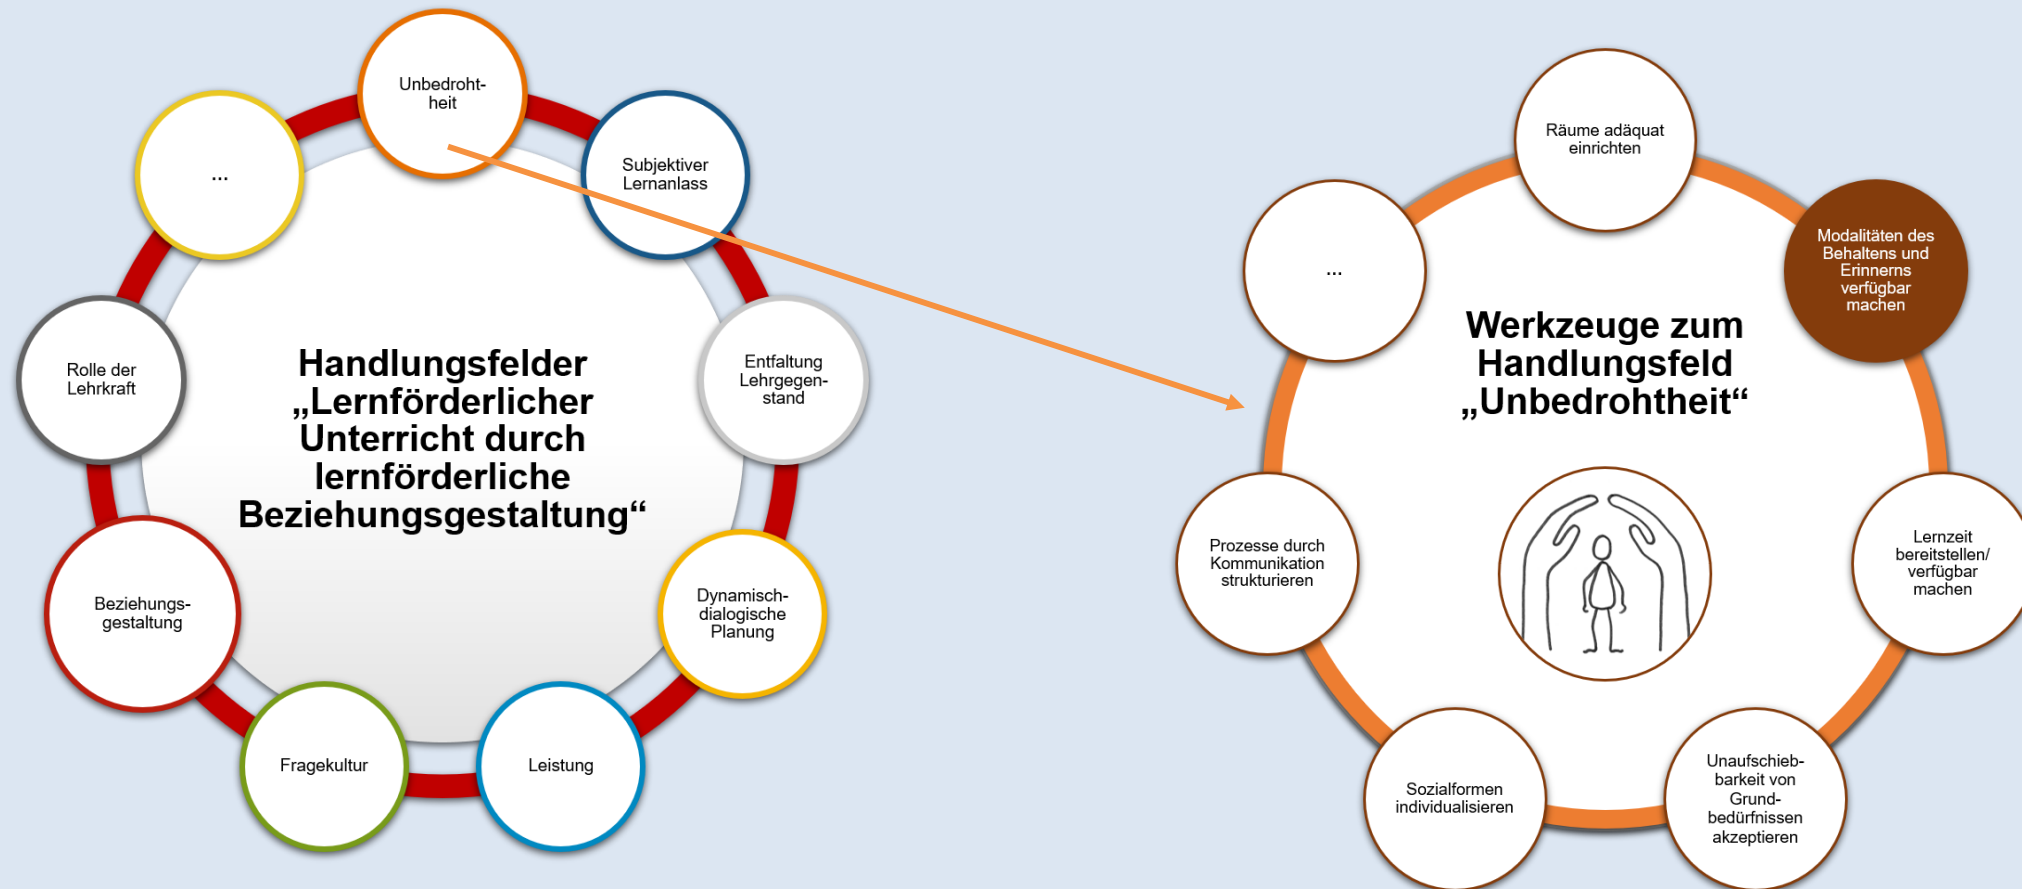 Unbedroht-
heit
Subjektiver
Lernanlass
Entfaltung
Lehrgegen-
stand
Dynamisch-
dialogische
Planung
Leistung
Fragekultur
Beziehungs-
gestaltung
Rolle der
Lehrkraft
...
Handlungsfelder
„Lernförderlicher
Unterricht durch
lernförderliche
Beziehungsgestaltung“
Räume adäquat
einrichten
Modalitäten des
Behaltens und
Erinnerns
verfügbar
machen
Lernzeit
bereitstellen/
verfügbar
machen
Unaufschieb-
barkeit von
Grund-
bedürfnissen
akzeptieren
Sozialformen
individualisieren
Prozesse durch
Kommunikation
strukturieren
...
Werkzeuge zum
Handlungsfeld
„Unbedrohtheit“